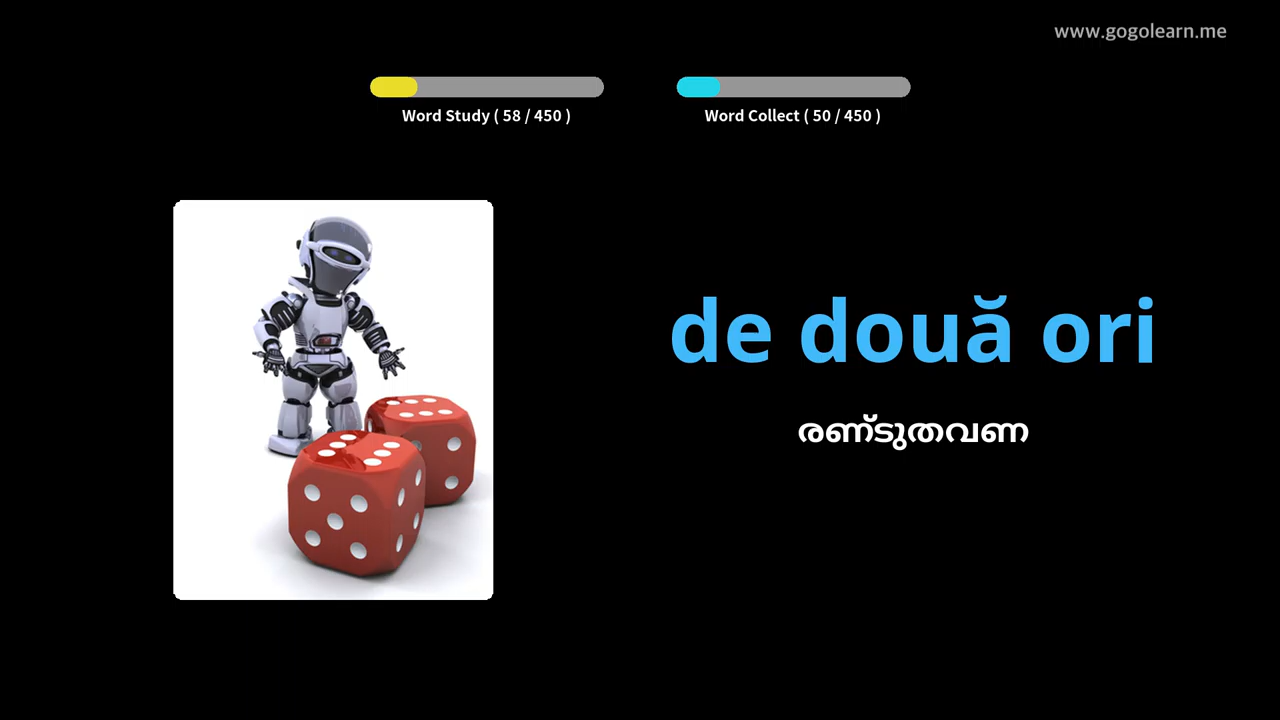 www.gogolearn.me
Word Study ( 58 / 450 )
Word Collect ( 50 / 450 )
de două ori
രണ്ടുതവണ